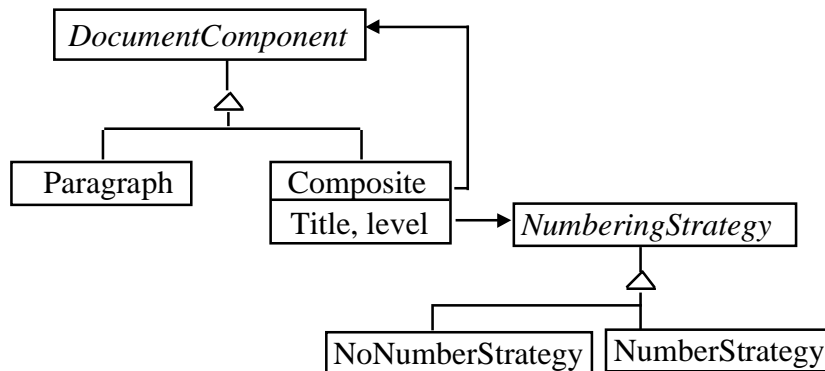 DocumentComponent
Paragraph
Composite
Title, level
NumberingStrategy
NoNumberStrategy
NumberStrategy